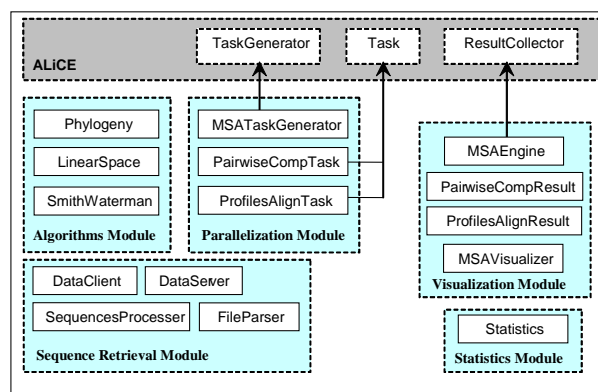 TaskGenerator
Task
ResultCollector
ALiCE
Phylogeny
LinearSpace
SmithWaterman
Algorithms Module
MSATaskGenerator
PairwiseCompTask
ProfilesAlignTask
Parallelization Module
MSAEngine
PairwiseCompResult
ProfilesAlignResult
MSAVisualizer
Visualization Module
DataClient
DataServer
SequencesProcesser
FileParser
Sequence Retrieval Module
Statistics
Statistics Module